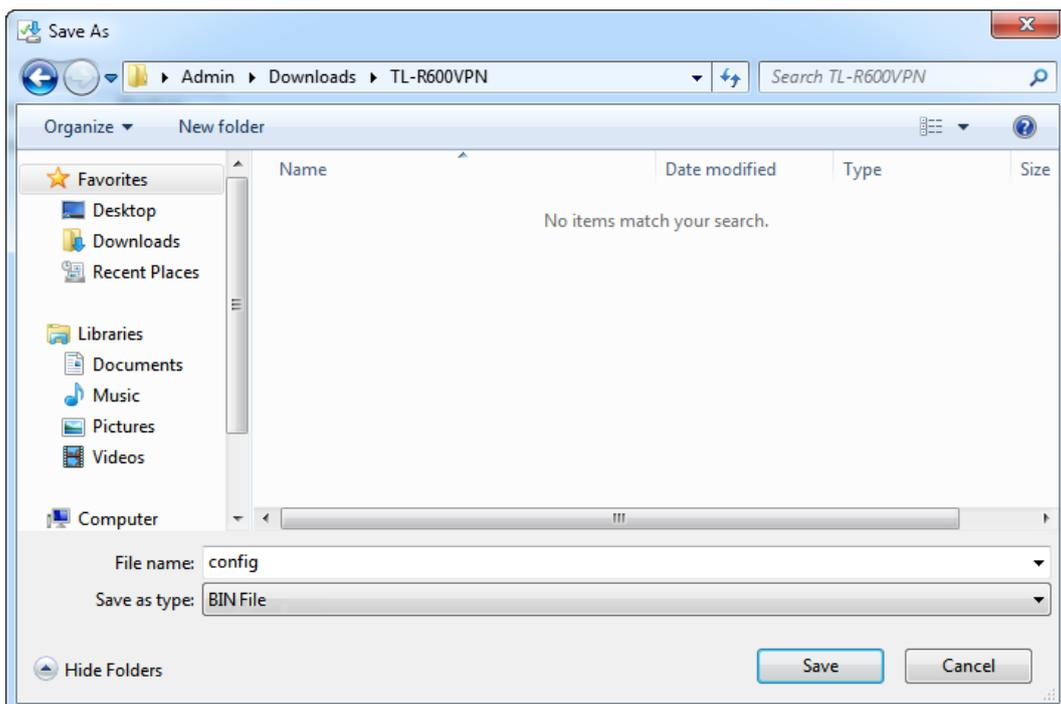 Save As
Admin Downloads TL-R600VPN
Search TL-R600VPN
Organize New folder
Name Date modified Type Size
No items match your search.
Favorites
Desktop
Downloads
Recent Places
Libraries
Documents
Music
Pictures
Videos
Computer
File name: config
Save as type: BIN File
Hide Folders
Save Cancel